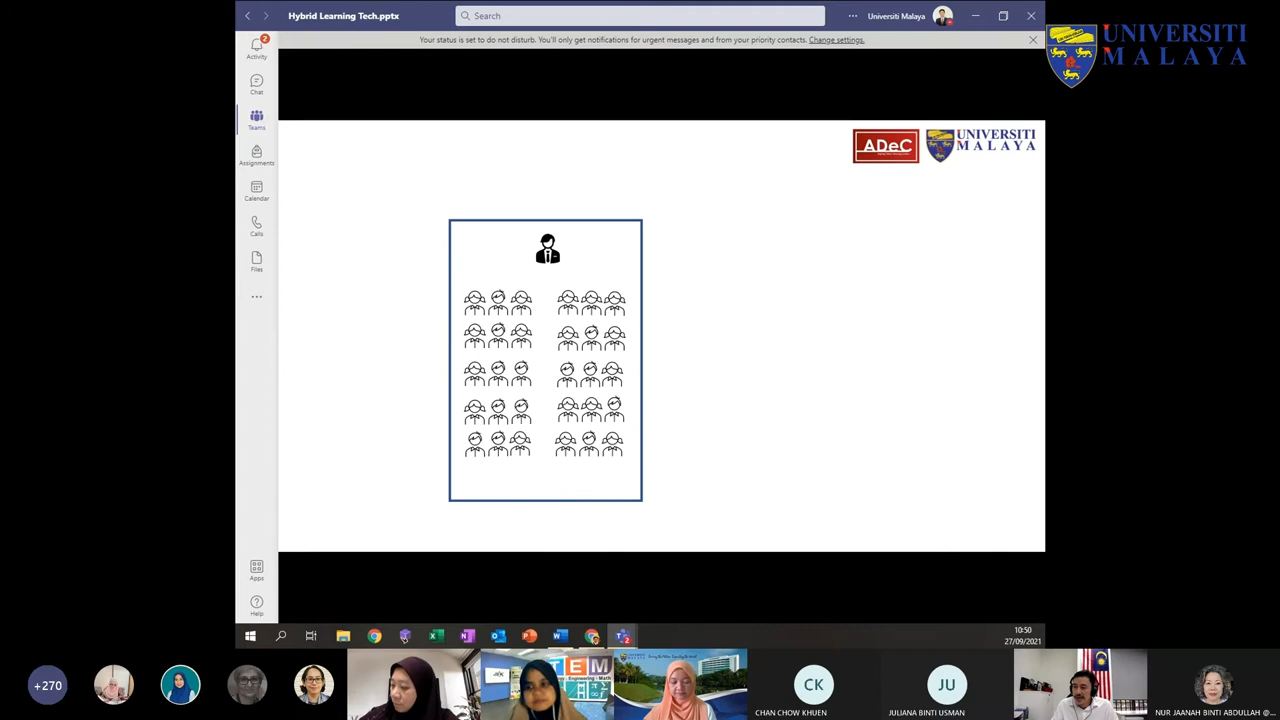 Hybrid Learning Tech.pptx
Search
Universiti Malaya
Your status is set to do not disturb. You'll only get notifications for urgent messages and from your priority contacts. Change settings.
UNIVERSITI
MALAYA
2
Activity
Chat
Teams
Assignments
Calendar
Calls
Files
Apps
Help
ADeC
UNIVERSITI
MALAYA
10:50
27/09/2021
+270
STEM
CK
CHAN CHOW KHUEN
JU
JULIANA BINTI USMAN
NUR JAANAH BINTI ABDULLAH @...